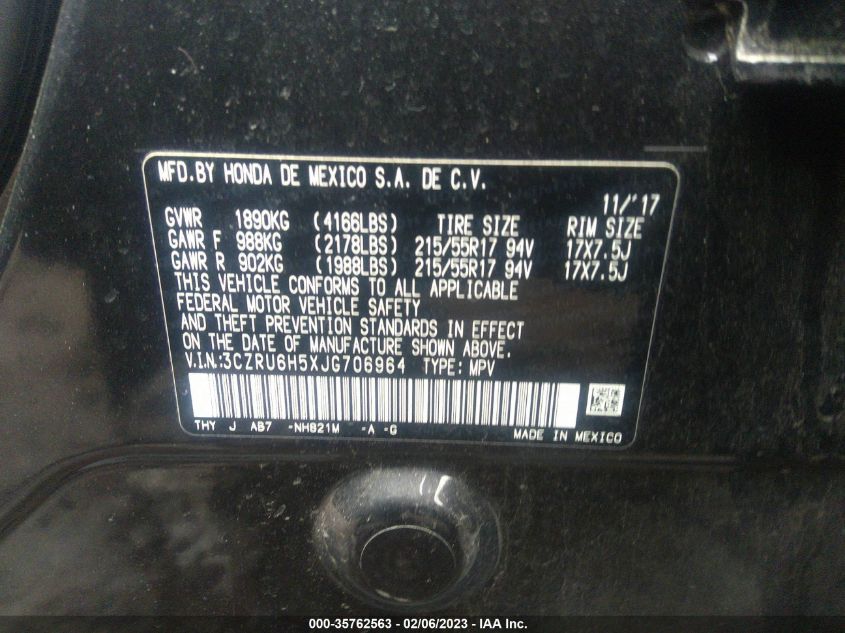 MFD.BY HONDA DE MEXICO S.A. DE C.V.
11/'17
GVWR 1890KG (4166LBS) TIRE SIZE RIM SIZE
GAWR F 988KG (2178LBS) 215/55R17 94V 17X7.5J
GAWR R 902KG (1988LBS) 215/55R17 94V 17X7.5J
THIS VEHICLE CONFORMS TO ALL APPLICABLE
FEDERAL MOTOR VEHICLE SAFETY
AND THEFT PREVENTION STANDARDS IN EFFECT
ON THE DATE OF MANUFACTURE SHOWN ABOVE.
V.I.N.:3CZRU6H5XJG706964 TYPE: MPV
THY J AB7 -NH821M -A -G MADE IN MEXICO
000-35762563 — 02/06/2023 — IAA Inc.